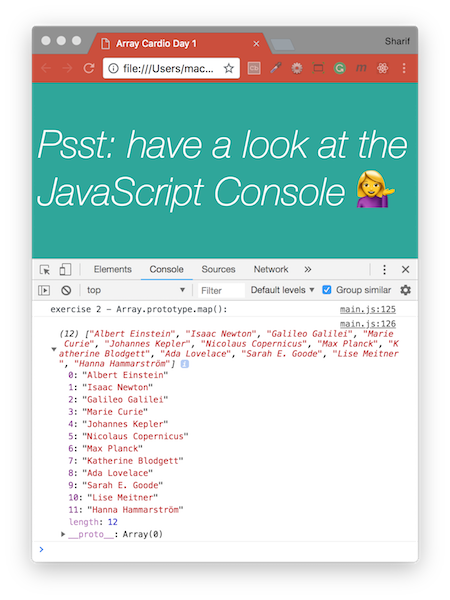 Array Cardio Day 1
Sharif
file:///Users/mac...
Psst: have a look at the
JavaScript Console 💁
Elements Console Sources Network »
top Filter Default levels Group similar
exercise 2 – Array.prototype.map(): main.js:125
main.js:126
(12) ["Albert Einstein", "Isaac Newton", "Galileo Galilei", "Marie
Curie", "Johannes Kepler", "Nicolaus Copernicus", "Max Planck", "K
atherine Blodgett", "Ada Lovelace", "Sarah E. Goode", "Lise Meitner
", "Hanna Hammarström"]
0: "Albert Einstein"
1: "Isaac Newton"
2: "Galileo Galilei"
3: "Marie Curie"
4: "Johannes Kepler"
5: "Nicolaus Copernicus"
6: "Max Planck"
7: "Katherine Blodgett"
8: "Ada Lovelace"
9: "Sarah E. Goode"
10: "Lise Meitner"
11: "Hanna Hammarström"
length: 12
__proto__: Array(0)